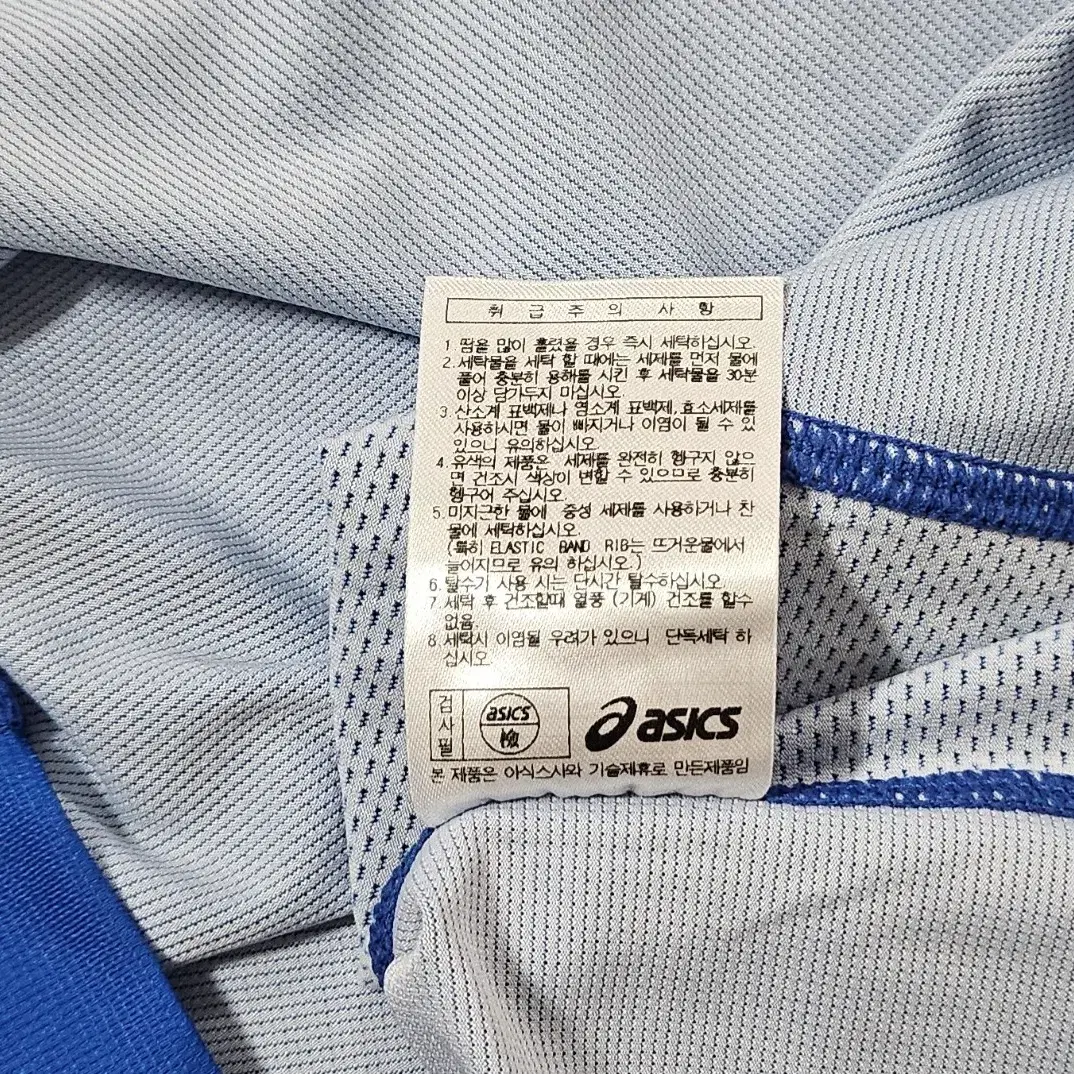 취 급 주 의 사 항
1. 땀을 많이 흘렸을 경우 즉시 세탁하십시오.
2. 세탁물을 세탁 할 때에는 세제를 먼저 물에
풀어 충분히 용해를 시킨 후 세탁물을 30분
이상 담가두지 마십시오
3. 산소계 표백제나 염소계 표백제, 효소세제를
사용하시면 물이 빠지거나 이염이 될 수 있
있으니 유의하십시오.
4. 유색의 제품은 세제를 완전히 헹구지 않으
면 건조시 색상이 변할 수 있으므로 충분히
헹구어 주십시오.
5. 미지근한 물에 중성 세제를 사용하거나 찬
물에 세탁하십시오.
(특히 ELASTIC BAND RIB는 뜨거운물에서
늘어지므로 유의 하십시오.)
6. 탈수기 사용 시는 단시간 탈수하십시오.
7. 세탁 후 건조할때 열풍 (기계) 건조를 할수
없음.
8. 세탁시 이염될 우려가 있으니 단독세탁 하
십시오.
검사필
asics
檢
asics
본 제품은 아식스사와 기술제휴로 만든제품임